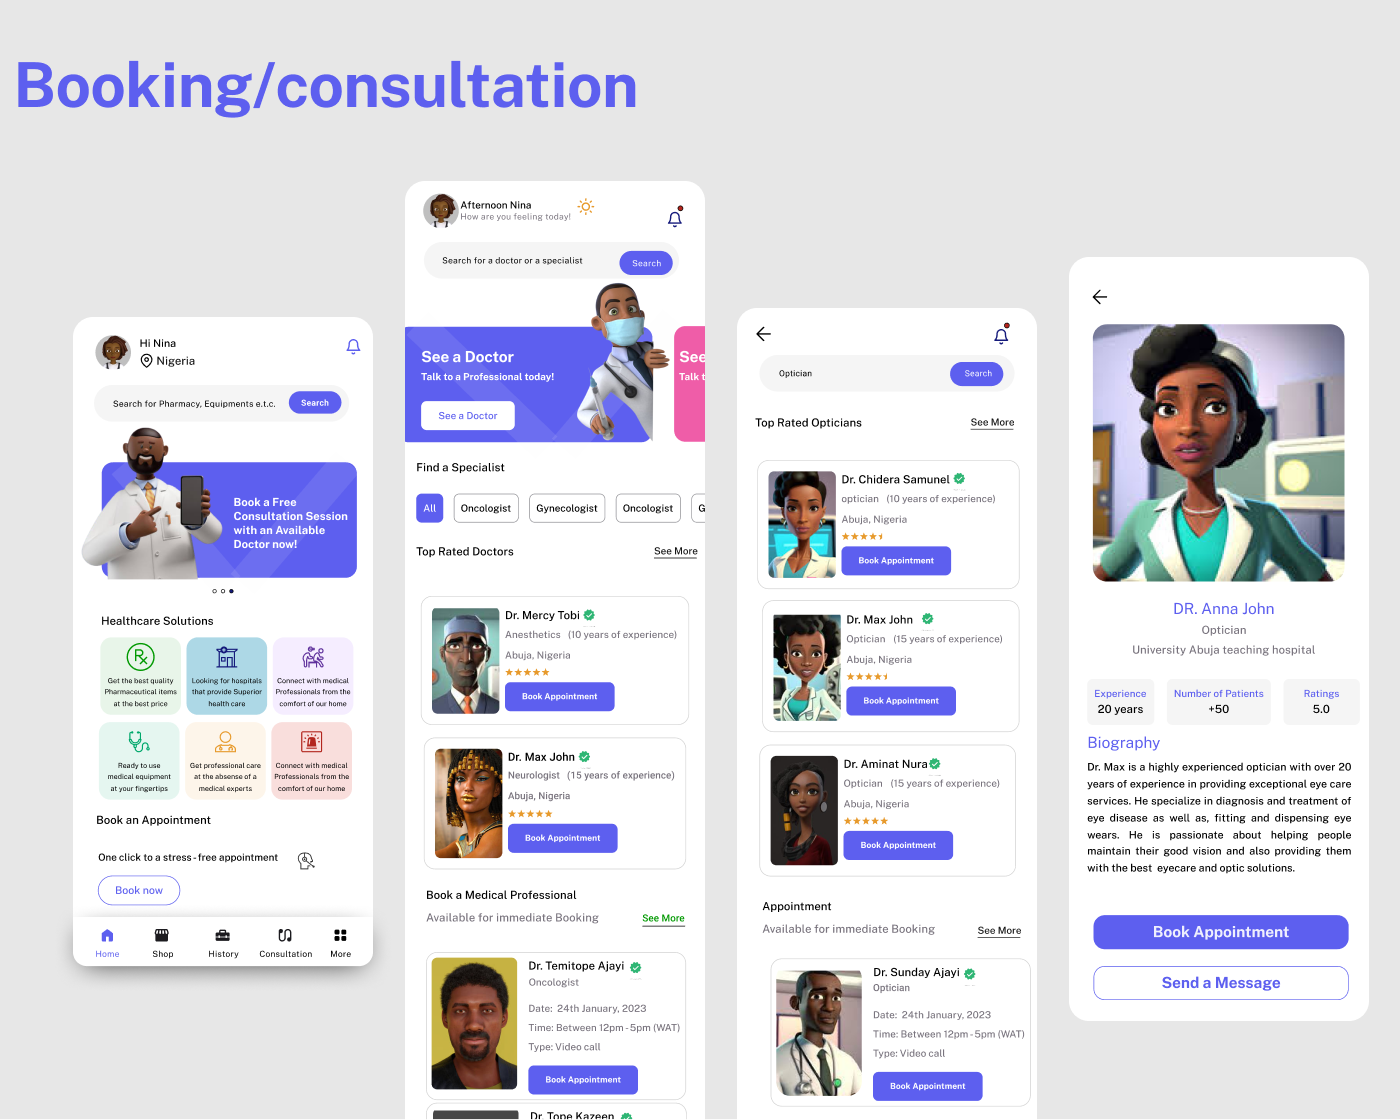 Booking/consultation
Hi Nina
Nigeria
Search for Pharmacy, Equipments e.t.c.
Search
Book a Free
Consultation Session
with an Available
Doctor now!
Healthcare Solutions
Rx
Get the best quality
Pharmaceutical items
at the best price
Looking for hospitals
that provide Superior
health care
Connect with medical
Professionals from the
comfort of our home
Ready to use
medical equipment
at your fingertips
Get professional care
at the absence of a
medical experts
Connect with medical
Professionals from the
comfort of our home
Book an Appointment
One click to a stress - free appointment
Book now
Home
Shop
History
Consultation
More
Afternoon Nina
How are you feeling today!
Search for a doctor or a specialist
Search
See a Doctor
Talk to a Professional today!
See a Doctor
See
Talk t
Find a Specialist
All
Oncologist
Gynecologist
Oncologist
G
Top Rated Doctors
See More
Dr. Mercy Tobi
Anesthetics (10 years of experience)
Abuja, Nigeria
Book Appointment
Dr. Max John
Neurologist (15 years of experience)
Abuja, Nigeria
Book Appointment
Book a Medical Professional
Available for immediate Booking
See More
Dr. Temitope Ajayi
Oncologist
Date: 24th January, 2023
Time: Between 12pm - 5pm (WAT)
Type: Video call
Book Appointment
Dr. Tope Kazeen
Optician
Search
Top Rated Opticians
See More
Dr. Chidera Samunel
optician (10 years of experience)
Abuja, Nigeria
Book Appointment
Dr. Max John
Optician (15 years of experience)
Abuja, Nigeria
Book Appointment
Dr. Aminat Nura
Optician (15 years of experience)
Abuja, Nigeria
Book Appointment
Appointment
Available for immediate Booking
See More
Dr. Sunday Ajayi
Optician
Date: 24th January, 2023
Time: Between 12pm - 5pm (WAT)
Type: Video call
Book Appointment
DR. Anna John
Optician
University Abuja teaching hospital
Experience
20 years
Number of Patients
+50
Ratings
5.0
Biography
Dr. Max is a highly experienced optician with over 20
years of experience in providing exceptional eye care
services. He specialize in diagnosis and treatment of
eye disease as well as, fitting and dispensing eye
wears. He is passionate about helping people
maintain their good vision and also providing them
with the best eyecare and optic solutions.
Book Appointment
Send a Message